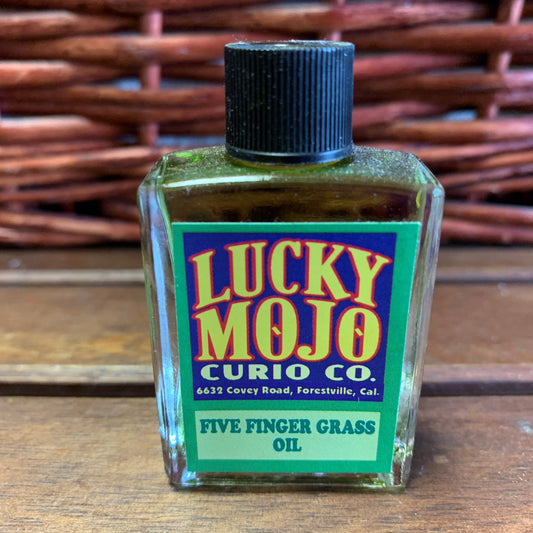 LUCKY
MOJO
CURIO CO.
6632 Covey Road, Forestville, Cal.
FIVE FINGER GRASS
OIL